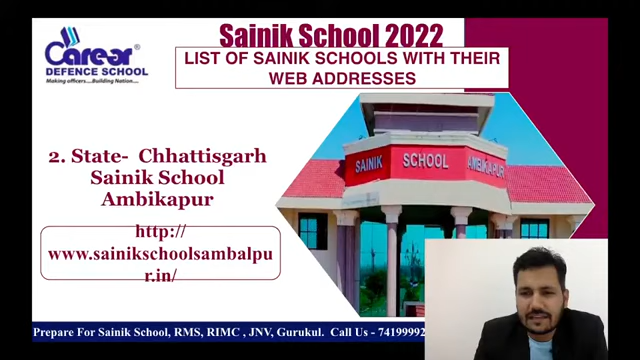 Sainik School 2022
Career®
DEFENCE SCHOOL
Making officers....Building Nation....
LIST OF SAINIK SCHOOLS WITH THEIR
WEB ADDRESSES
2. State- Chhattisgarh
Sainik School
Ambikapur
http://
www.sainikschoolsambalpu
r.in/
SAINIK SCHOOL AMBIKAPUR
Prepare For Sainik School, RMS, RIMC , JNV, Gurukul. Call Us - 74199992